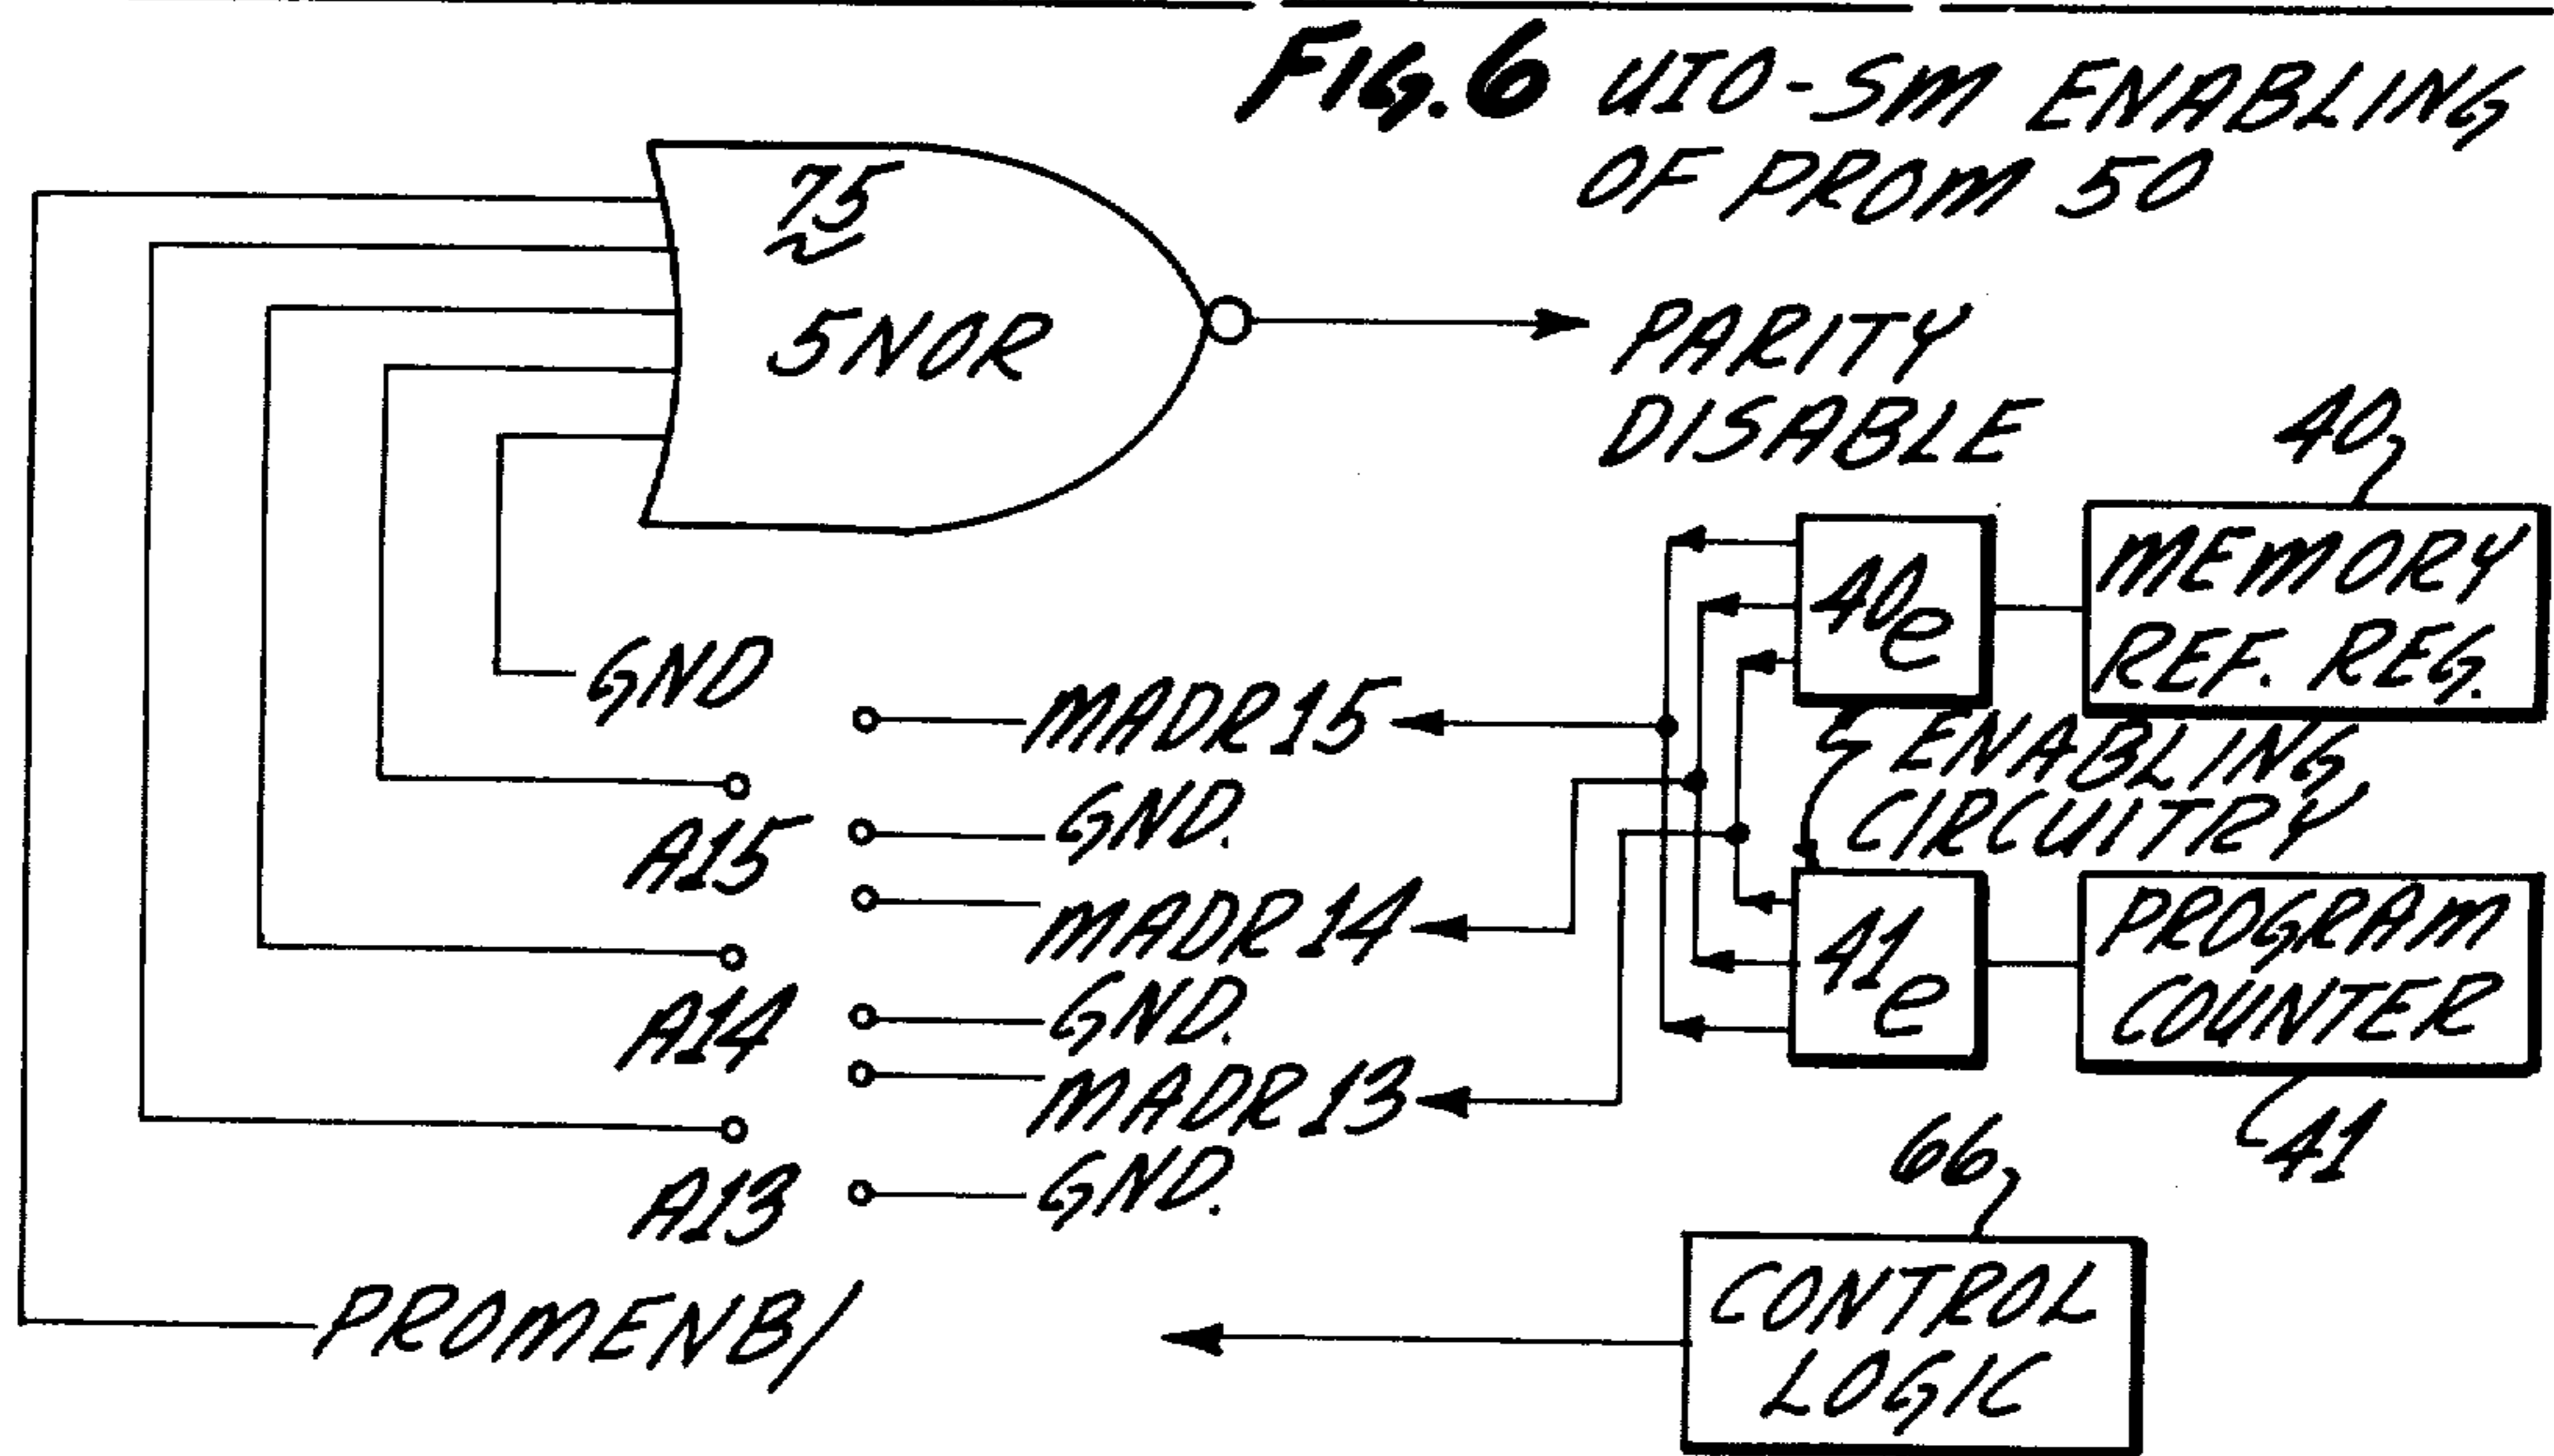 FIG. 6 UIO-SM ENABLING
OF PROM 50
75
5NOR
PARITY
DISABLE
40
40e
MEMORY
REF. REG.
GND
MADR15
ENABLING
CIRCUITRY
GND.
A15
MADR14
41e
PROGRAM
COUNTER
GND.
A14
MADR13
41
66
GND.
A13
PROMENB/
CONTROL
LOGIC